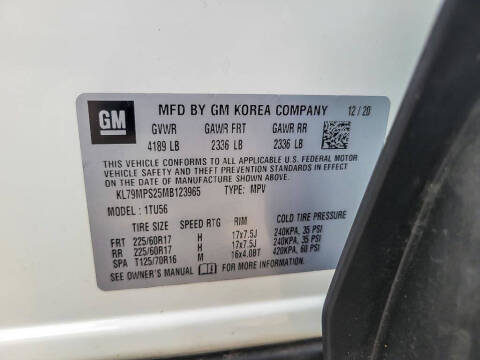 GM
MFD BY GM KOREA COMPANY 12/20
GVWR GAWR FRT GAWR RR
4189 LB 2336 LB 2336 LB
THIS VEHICLE CONFORMS TO ALL APPLICABLE U.S. FEDERAL MOTOR
VEHICLE SAFETY AND THEFT PREVENTION STANDARDS IN EFFECT ON
THE DATE OF MANUFACTURE SHOWN ABOVE.
KL79MPS25MB123965 TYPE: MPV
MODEL: 1TU56
TIRE SIZE SPEED RTG RIM COLD TIRE PRESSURE
FRT 225/60R17 H 17x7.5J 240KPA, 35 PSI
RR 225/60R17 H 17x7.5J 240KPA, 35 PSI
SPA T125/70R16 M 16x4.0BT 420KPA, 60 PSI
SEE OWNER'S MANUAL FOR MORE INFORMATION.